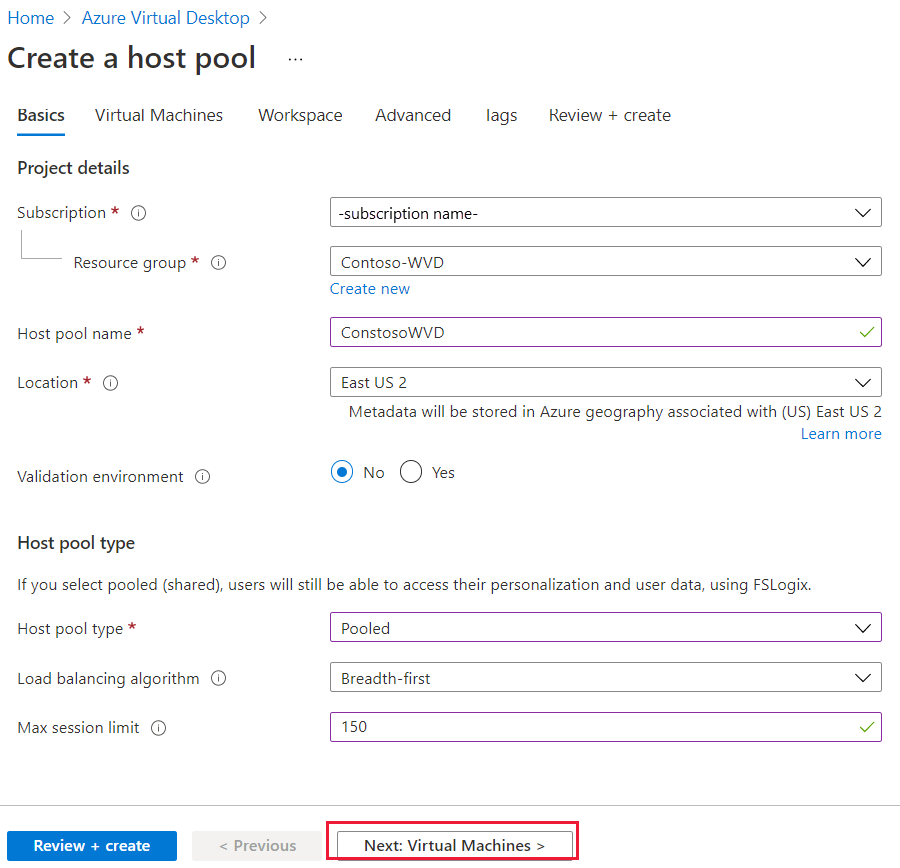 Home > Azure Virtual Desktop >
Create a host pool ...
Basics Virtual Machines Workspace Advanced Tags Review + create
Project details
Subscription * -subscription name-
Resource group * Contoso-WVD
Create new
Host pool name * ConstosoWVD
Location * East US 2
Metadata will be stored in Azure geography associated with (US) East US 2
Learn more
Validation environment No Yes
Host pool type
If you select pooled (shared), users will still be able to access their personalization and user data, using FSLogix.
Host pool type * Pooled
Load balancing algorithm Breadth-first
Max session limit 150
Review + create < Previous Next: Virtual Machines >